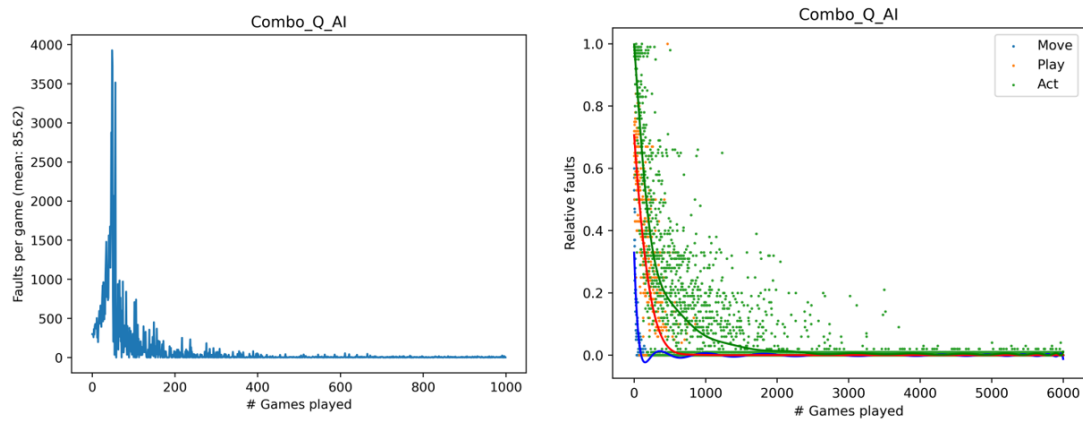 Combo_Q_AI
Faults per game (mean: 85.62)
4000
3500
3000
2500
2000
1500
1000
500
0
0 200 400 600 800 1000
# Games played
Combo_Q_AI
Relative faults
1.0
0.8
0.6
0.4
0.2
0.0
Move
Play
Act
0 1000 2000 3000 4000 5000 6000
# Games played